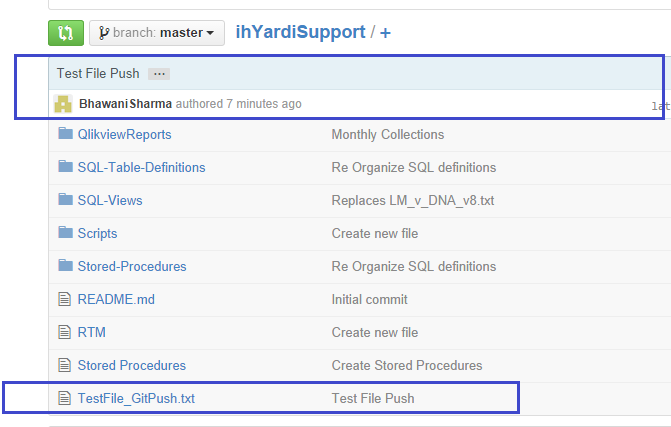 branch: master ihYardiSupport / +
Test File Push ...
BhawaniSharma authored 7 minutes ago lat
QlikviewReports Monthly Collections
SQL-Table-Definitions Re Organize SQL definitions
SQL-Views Replaces LM_v_DNA_v8.txt
Scripts Create new file
Stored-Procedures Re Organize SQL definitions
README.md Initial commit
RTM Create new file
Stored Procedures Create Stored Procedures
TestFile_GitPush.txt Test File Push